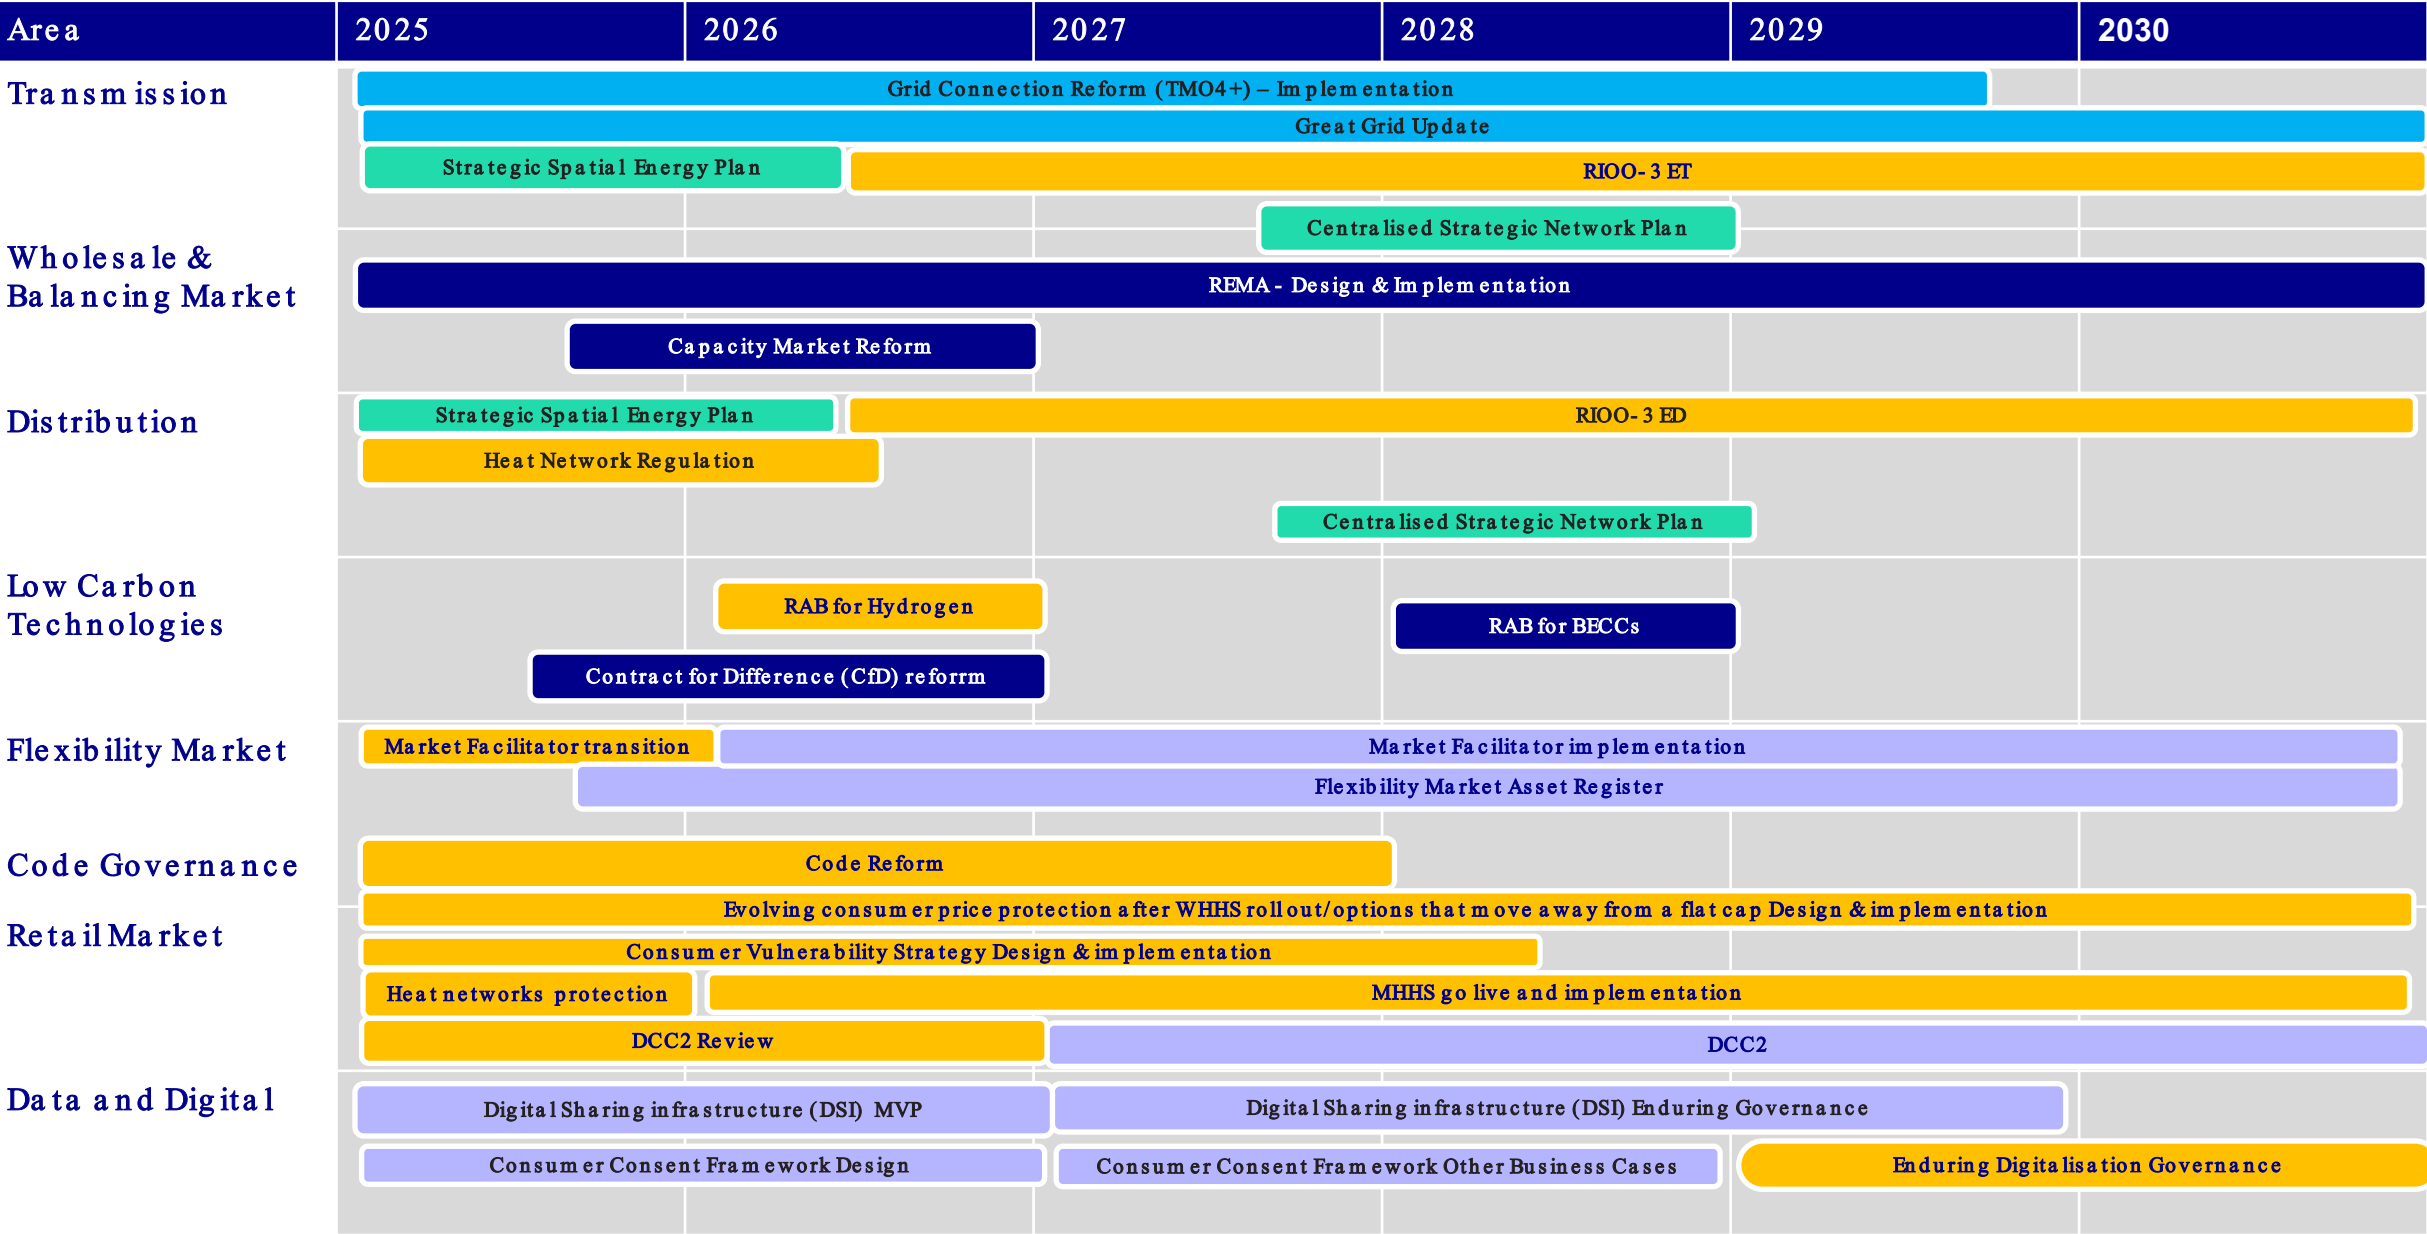 Area 2025 2026 2027 2028 2029 2030
Transmission
Grid Connection Reform (TMO4+) – Implementation
Great Grid Update
Strategic Spatial Energy Plan
RIOO-3 ET
Centralised Strategic Network Plan
Wholesale &
Balancing Market
REMA - Design & Implementation
Capacity Market Reform
Distribution
Strategic Spatial Energy Plan
RIOO-3 ED
Heat Network Regulation
Centralised Strategic Network Plan
Low Carbon
Technologies
RAB for Hydrogen
RAB for BECCs
Contract for Difference (CfD) reforrm
Flexibility Market
Market Facilitator transition
Market Facilitator implementation
Flexibility Market Asset Register
Code Governance
Code Reform
Retail Market
Evolving consumer price protection after WHHS roll out/options that move away from a flat cap Design & implementation
Consumer Vulnerability Strategy Design & implementation
Heat networks protection
MHHS go live and implementation
DCC2 Review
DCC2
Data and Digital
Digital Sharing infrastructure (DSI) MVP
Digital Sharing infrastructure (DSI) Enduring Governance
Consumer Consent Framework Design
Consumer Consent Framework Other Business Cases
Enduring Digitalisation Governance